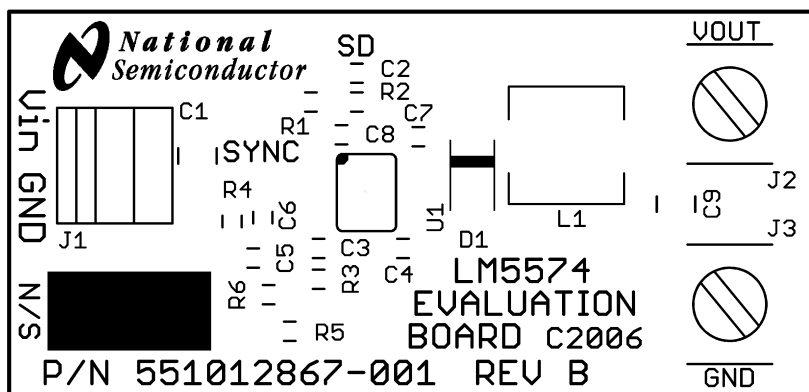 National
Semiconductor
SD
VOUT
C2
R2
C1
R1
C7
C8
Vin GND
SYNC
R4
J2
C6
U1
L1
C9
J3
J1
D1
C5
C3
C4
R3
R6
LM5574
EVALUATION
BOARD C2006
N/S
R5
P/N 551012867-001 REV B
GND